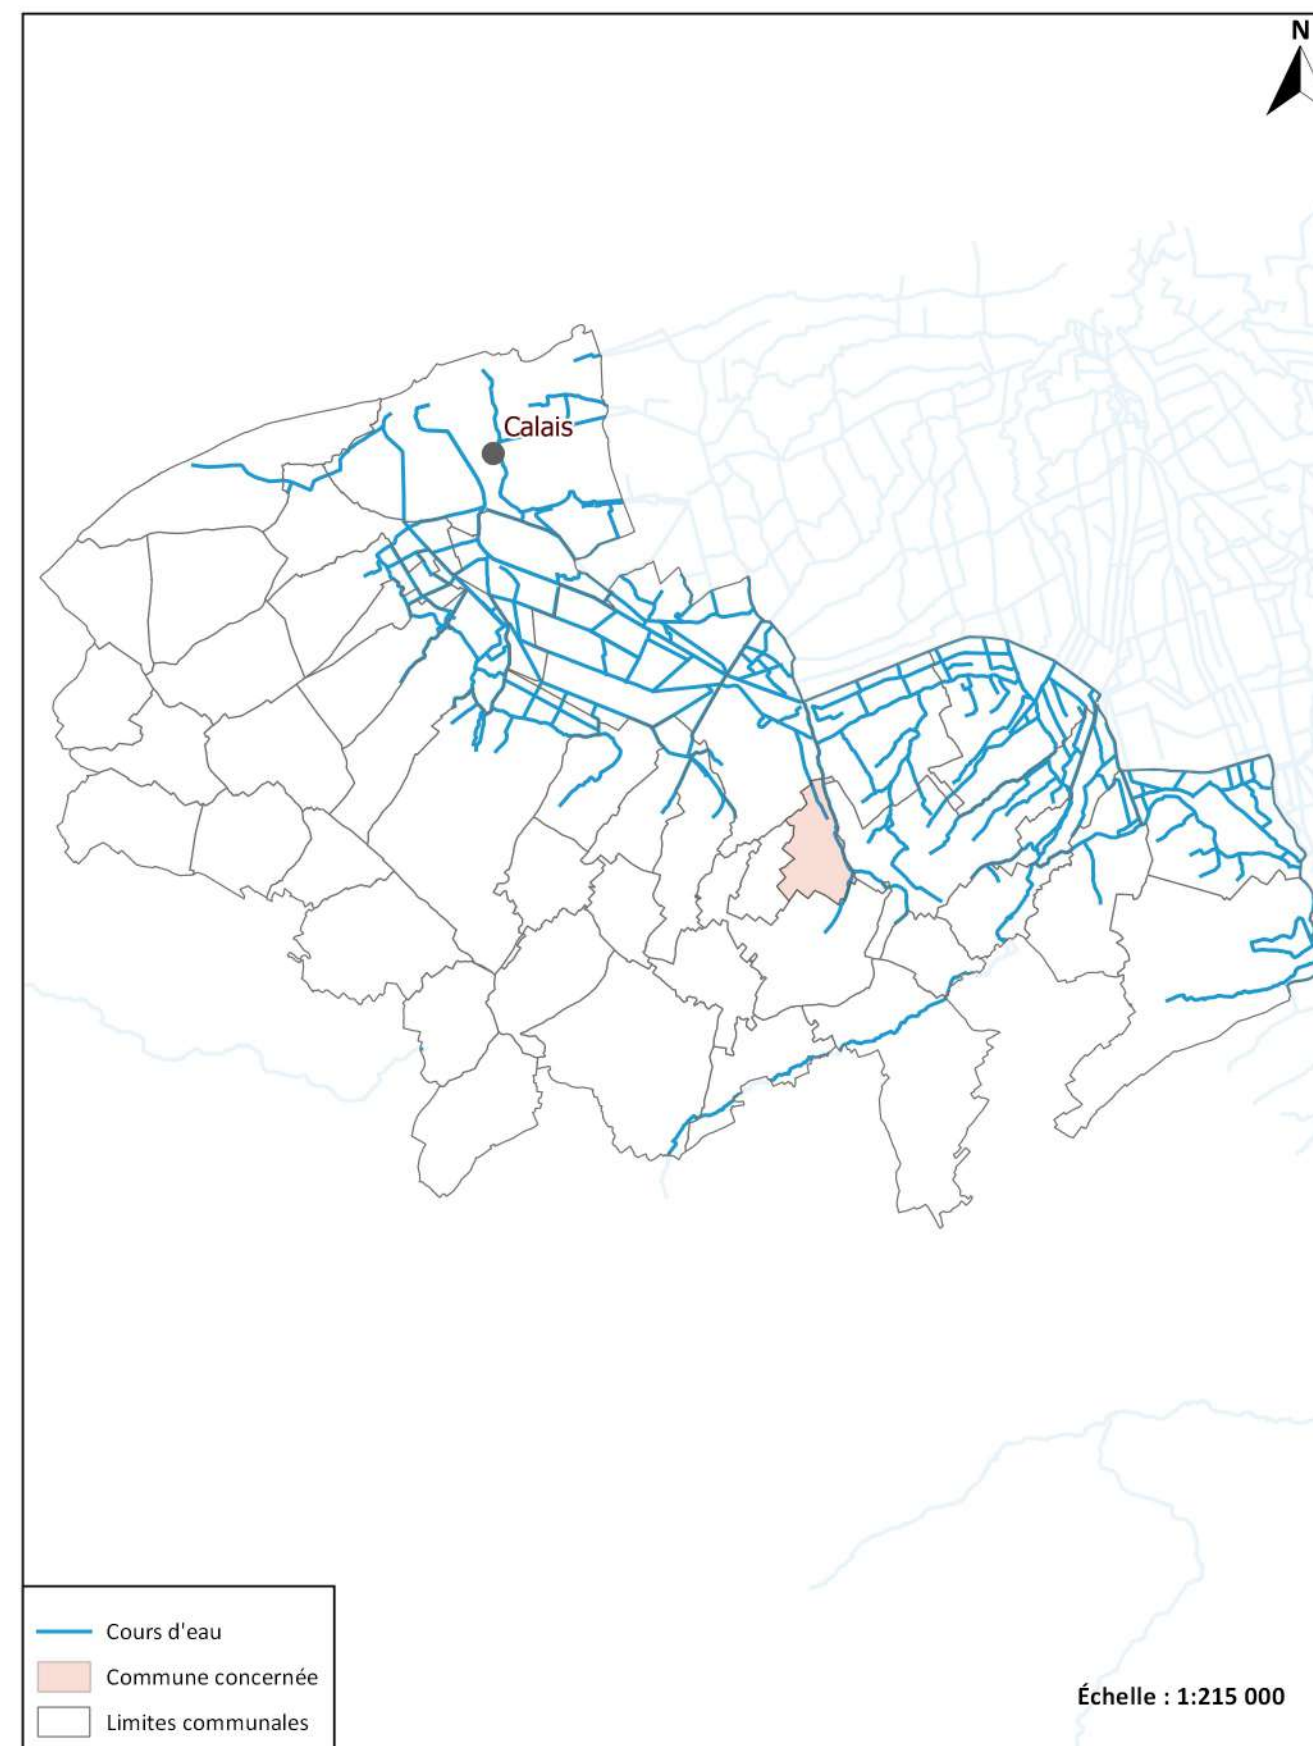 N
Calais
Cours d'eau
Commune concernée
Limites communales
Échelle : 1:215 000